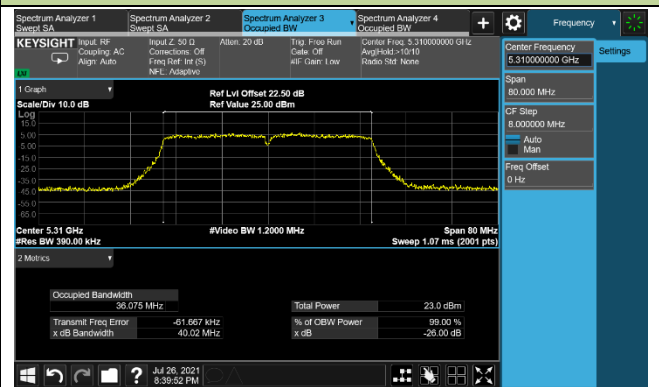 Spectrum Analyzer 1
Swept SA
Spectrum Analyzer 2
Swept SA
Spectrum Analyzer 3
Occupied BW
Spectrum Analyzer 4
Occupied BW
+
Frequency
KEYSIGHT
Input: RF
Coupling: AC
Align: Auto
Input Z: 50 Ω
Corrections: Off
Freq Ref: Int (S)
NFE: Adaptive
Atten: 20 dB
Trig: Free Run
Gate: Off
#IF Gain: Low
Center Freq: 5.310000000 GHz
Avg|Hold:>10/10
Radio Std: None
LXI
Center Frequency
5.310000000 GHz
Settings
Span
80.000 MHz
CF Step
8.000000 MHz
Auto
Man
Freq Offset
0 Hz
1 Graph
Scale/Div 10.0 dB
Ref Lvl Offset 22.50 dB
Ref Value 25.00 dBm
Log
15.0
5.00
-5.00
-15.0
-25.0
-35.0
-45.0
-55.0
-65.0
Center 5.31 GHz
#Video BW 1.2000 MHz
Span 80 MHz
#Res BW 390.00 kHz
Sweep 1.07 ms (2001 pts)
2 Metrics
Occupied Bandwidth
36.075 MHz
Total Power
23.0 dBm
Transmit Freq Error
-61.667 kHz
% of OBW Power
99.00 %
x dB Bandwidth
40.02 MHz
x dB
-26.00 dB
?
Jul 26, 2021
8:39:52 PM